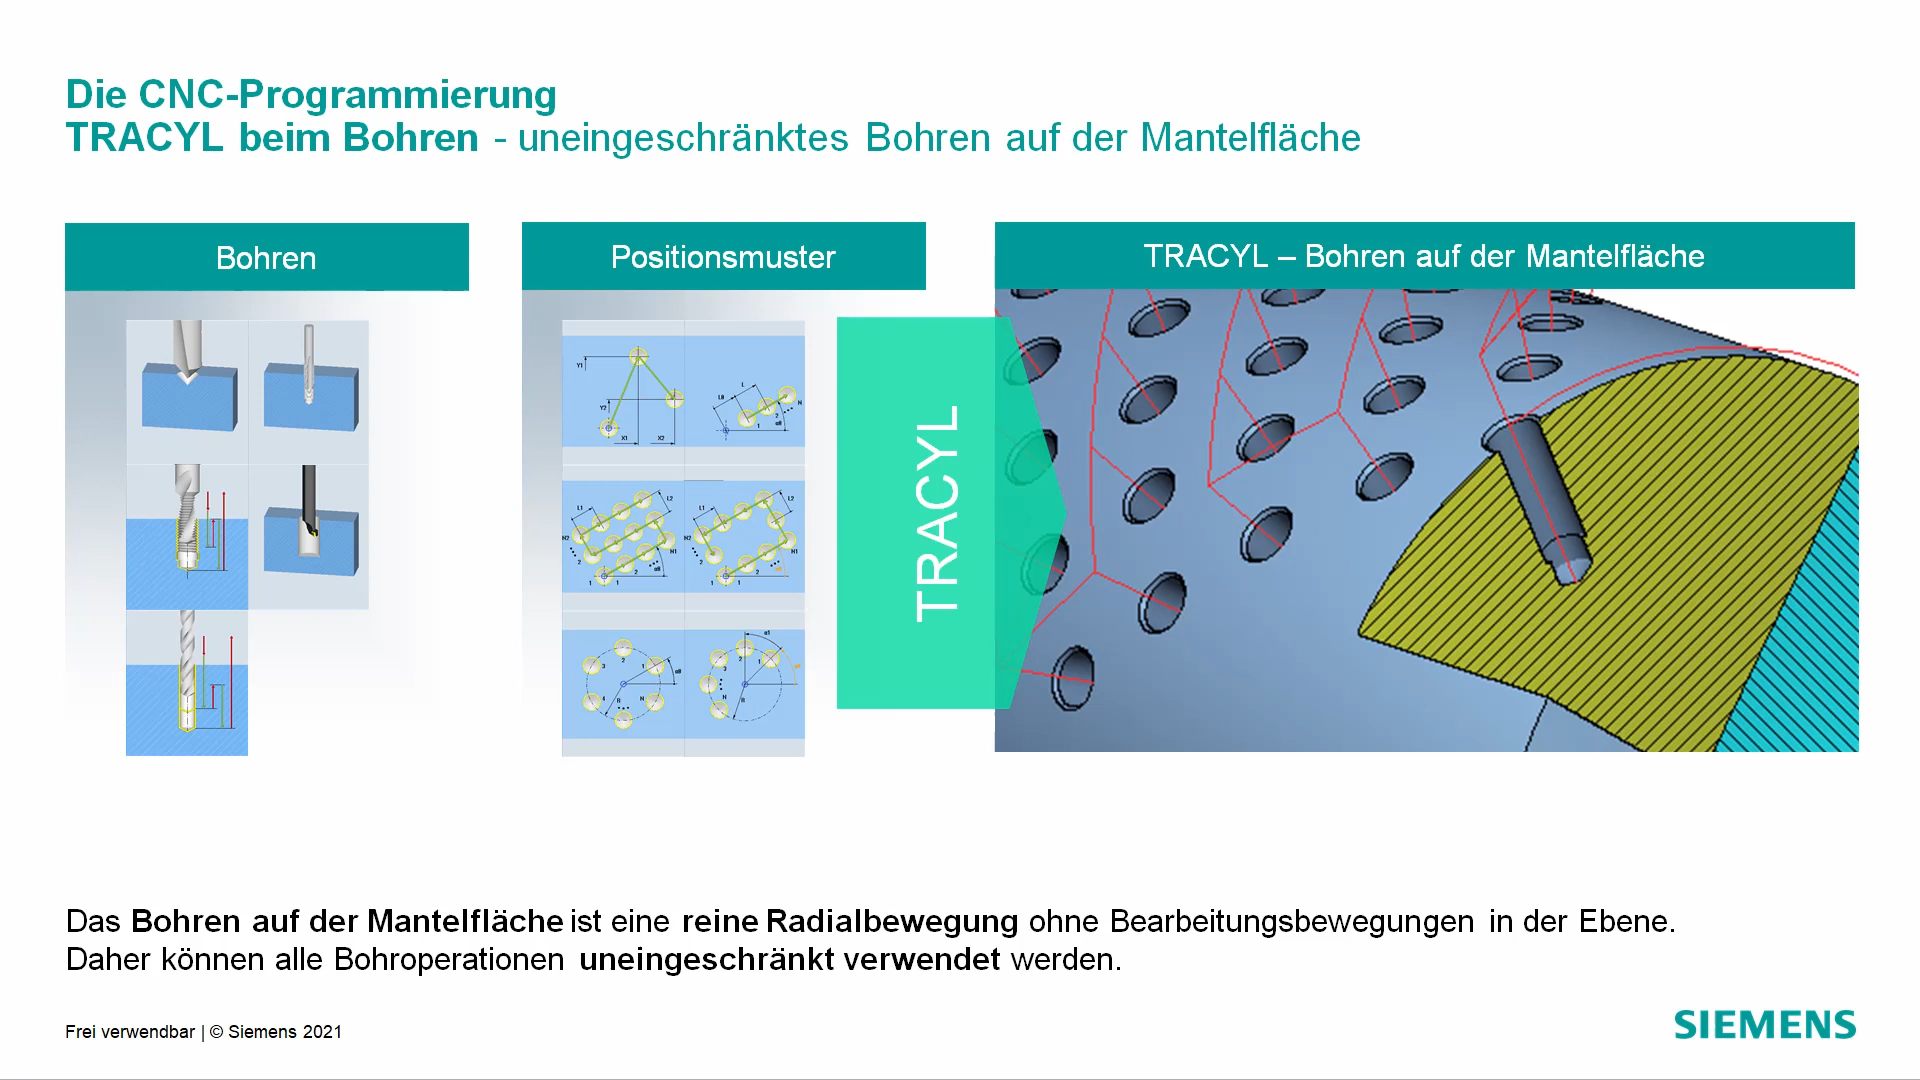 Die CNC-Programmierung
TRACYL beim Bohren - uneingeschränktes Bohren auf der Mantelfläche
Bohren
Positionsmuster
TRACYL – Bohren auf der Mantelfläche
TRACYL
Das Bohren auf der Mantelfläche ist eine reine Radialbewegung ohne Bearbeitungsbewegungen in der Ebene.
Daher können alle Bohroperationen uneingeschränkt verwendet werden.
Frei verwendbar | © Siemens 2021
SIEMENS